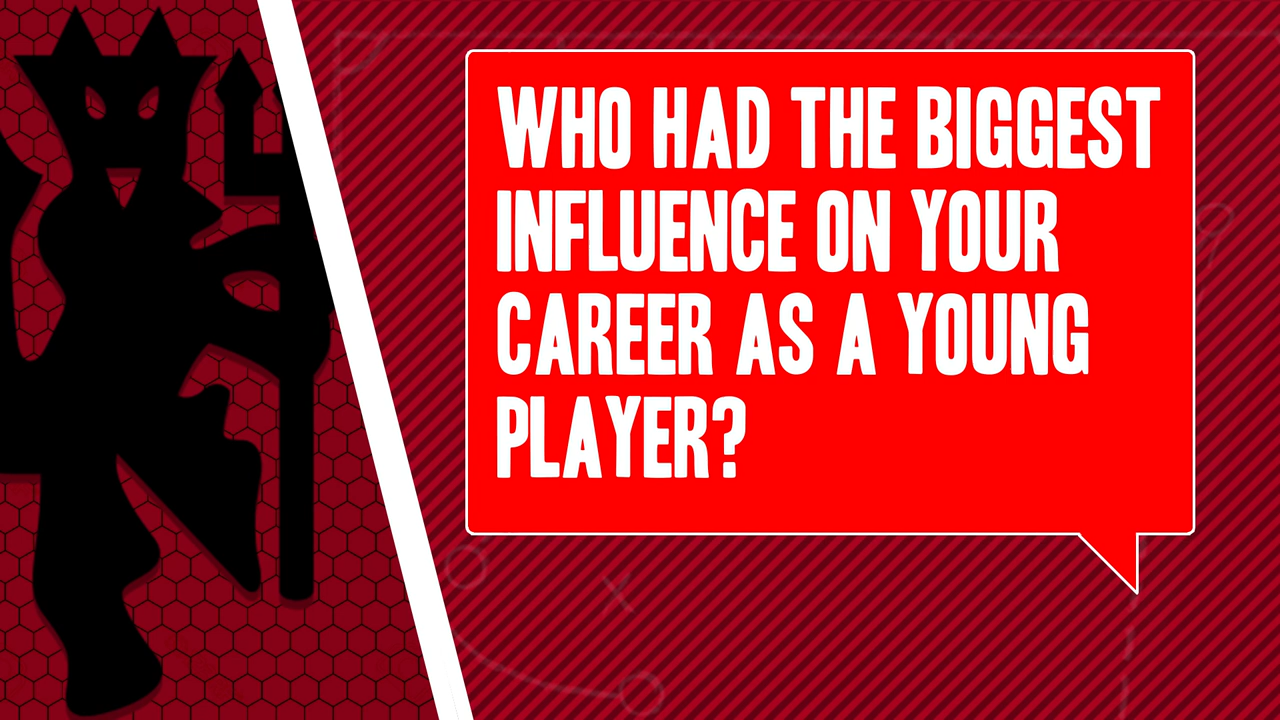 WHO HAD THE BIGGEST
INFLUENCE ON YOUR
CAREER AS A YOUNG
PLAYER?